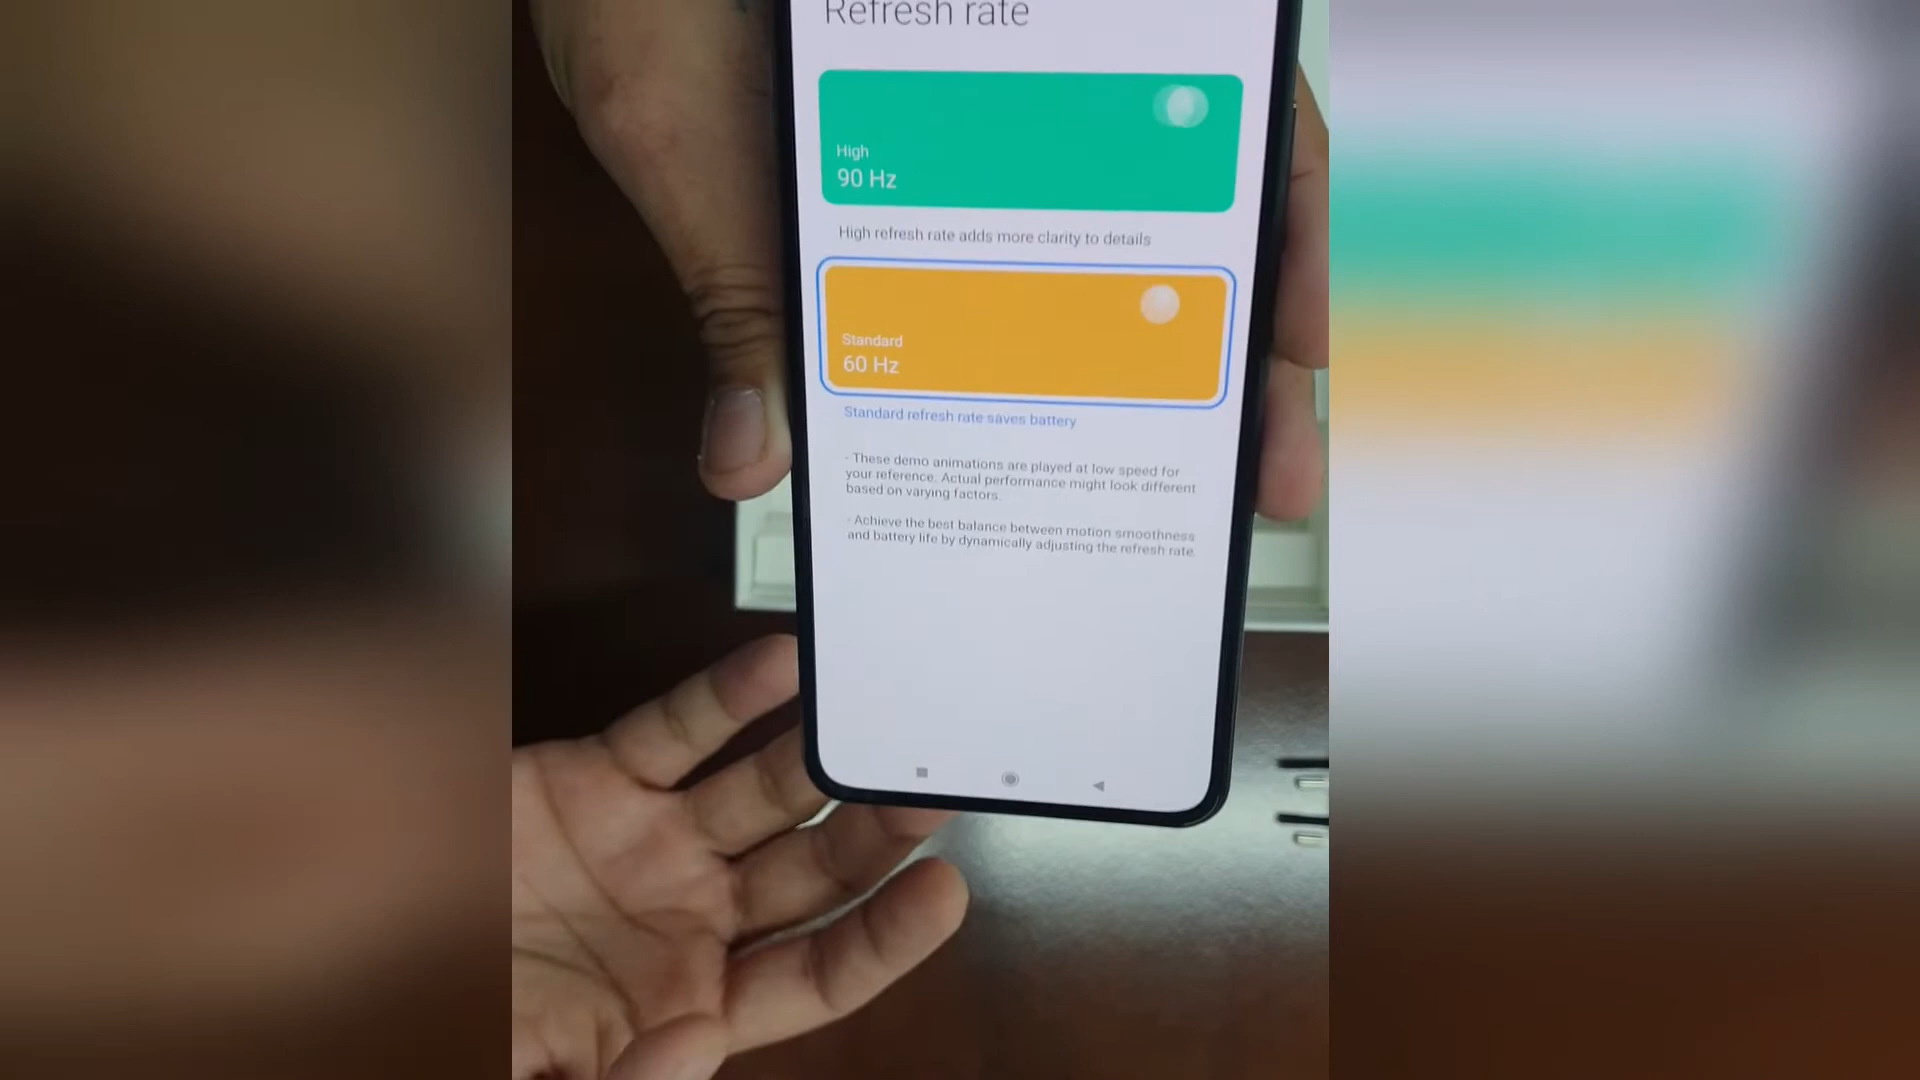 Refresh rate
High
90 Hz
High refresh rate adds more clarity to details
Standard
60 Hz
Standard refresh rate saves battery
- These demo animations are played at low speed for
your reference. Actual performance might look different
based on varying factors.
- Achieve the best balance between motion smoothness
and battery life by dynamically adjusting the refresh rate.